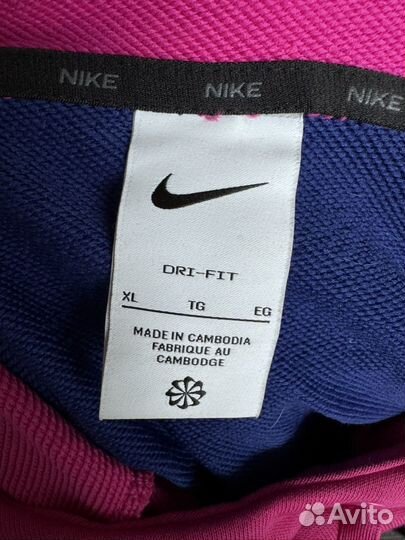 NIKE NIKE NIKE
DRI-FIT
XL TG EG
MADE IN CAMBODIA
FABRIQUE AU
CAMBODGE
Avito